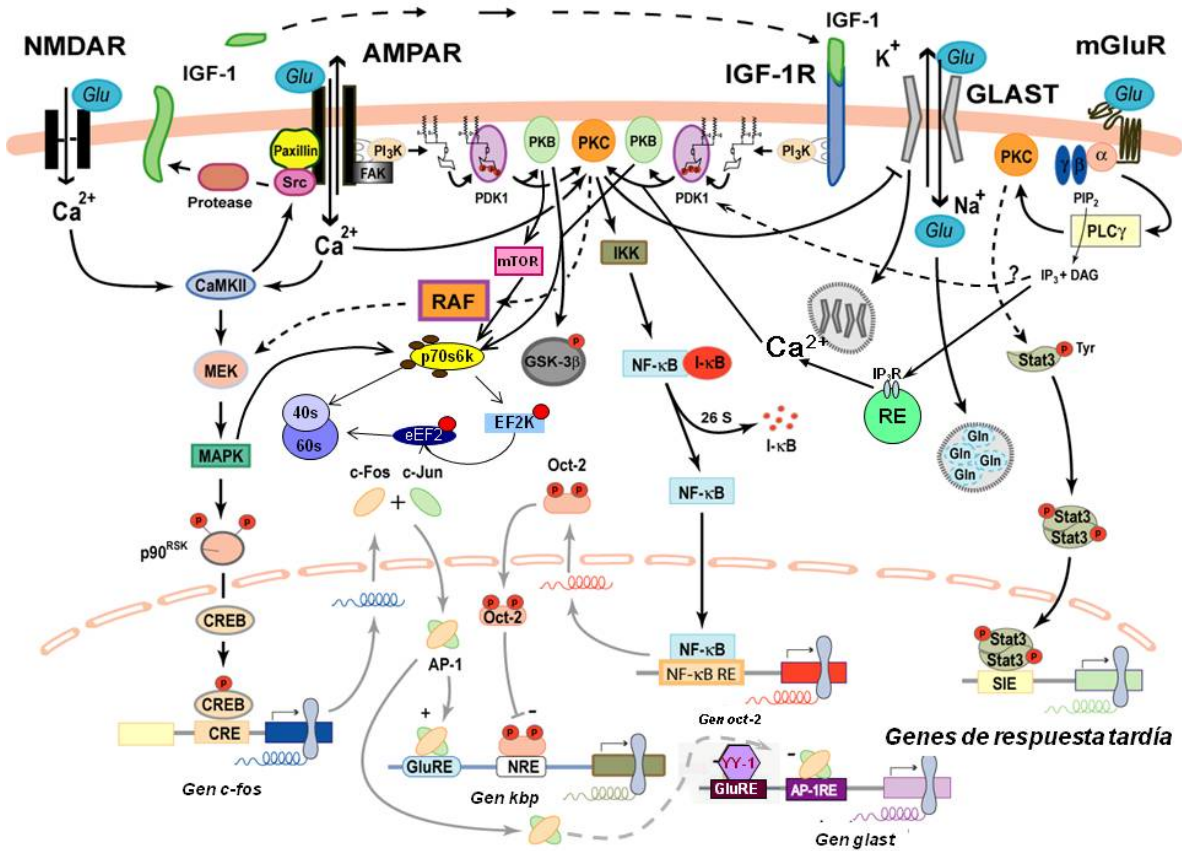 NMDAR
Glu
IGF-1
Glu
AMPAR
IGF-1
IGF-1R
K+
Glu
GLAST
mGluR
Glu
Paxillin
Src
PI3K
FAK
Protease
PDK1
PKB
PKC
PKB
PDK1
PI3K
PKC
γ
β
α
PIP2
PLCγ
Ca2+
Ca2+
Na+
Glu
?
IP3 + DAG
CaMKII
mTOR
IKK
RAF
MEK
p70s6k
GSK-3β
P
NF-κB
I-κB
Ca2+
IP3R
RE
Stat3
P
Tyr
40s
60s
eEF2
EF2K
26 S
I-κB
MAPK
c-Fos
c-Jun
+
Oct-2
P
P
NF-κB
Gln
Gln
Gln
Gln
P
P
p90RSK
P
Stat3
Stat3
P
CREB
P
P
Oct-2
AP-1
NF-κB
NF-κB RE
P
Stat3
Stat3
P
SIE
P
CREB
CRE
Gen c-fos
+
P
P
-
GluRE
NRE
Gen kbp
Gen oct-2
Genes de respuesta tardía
YY-1
-
GluRE
AP-1RE
Gen glast